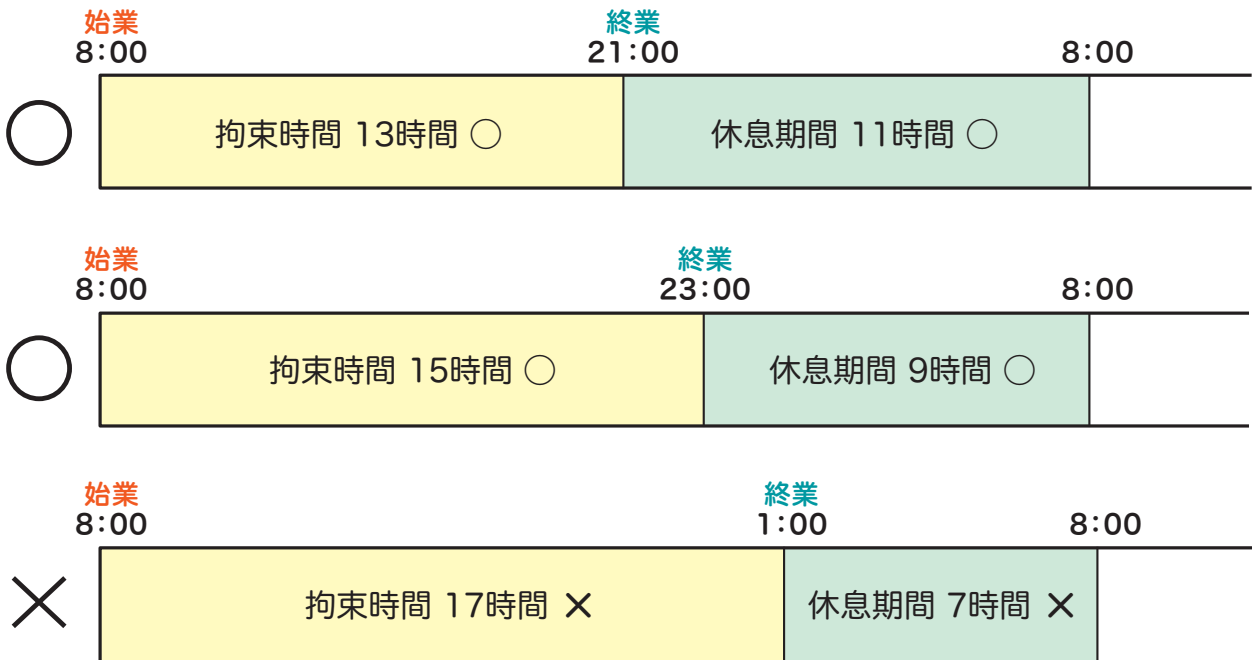 始業 終業
8:00 21:00 8:00
○ 拘束時間 13時間 ○ 休息期間 11時間 ○
始業 終業
8:00 23:00 8:00
○ 拘束時間 15時間 ○ 休息期間 9時間 ○
始業 終業
8:00 1:00 8:00
× 拘束時間 17時間 × 休息期間 7時間 ×